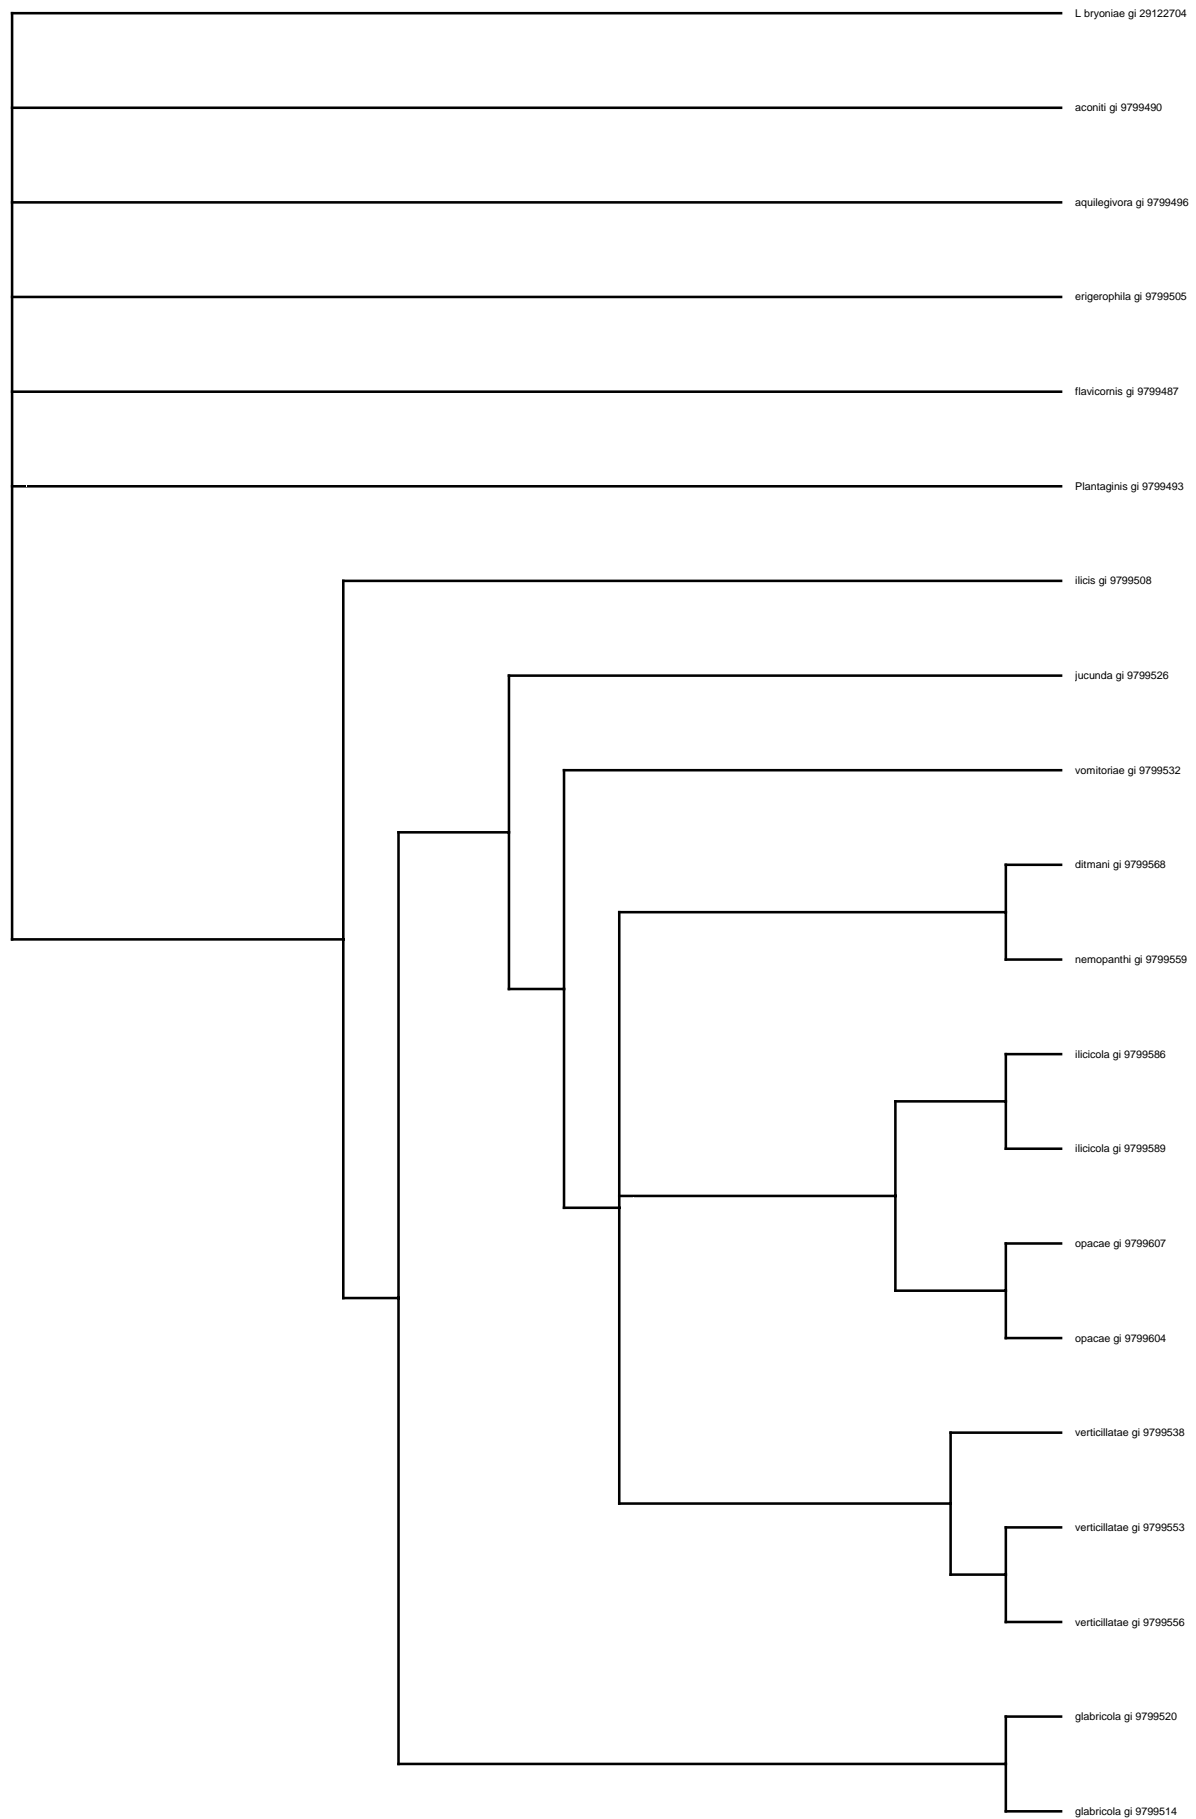 L bryoniae gi 29122704
aconiti gi 9799490
aquilegivora gi 9799496
erigerophila gi 9799505
flavicornis gi 9799487
Plantaginis gi 9799493
ilicis gi 9799508
jucunda gi 9799526
vomitoriae gi 9799532
ditmani gi 9799568
nemopanthi gi 9799559
ilicicola gi 9799586
ilicicola gi 9799589
opacae gi 9799607
opacae gi 9799604
verticillatae gi 9799538
verticillatae gi 9799553
verticillatae gi 9799556
glabricola gi 9799520
glabricola gi 9799514